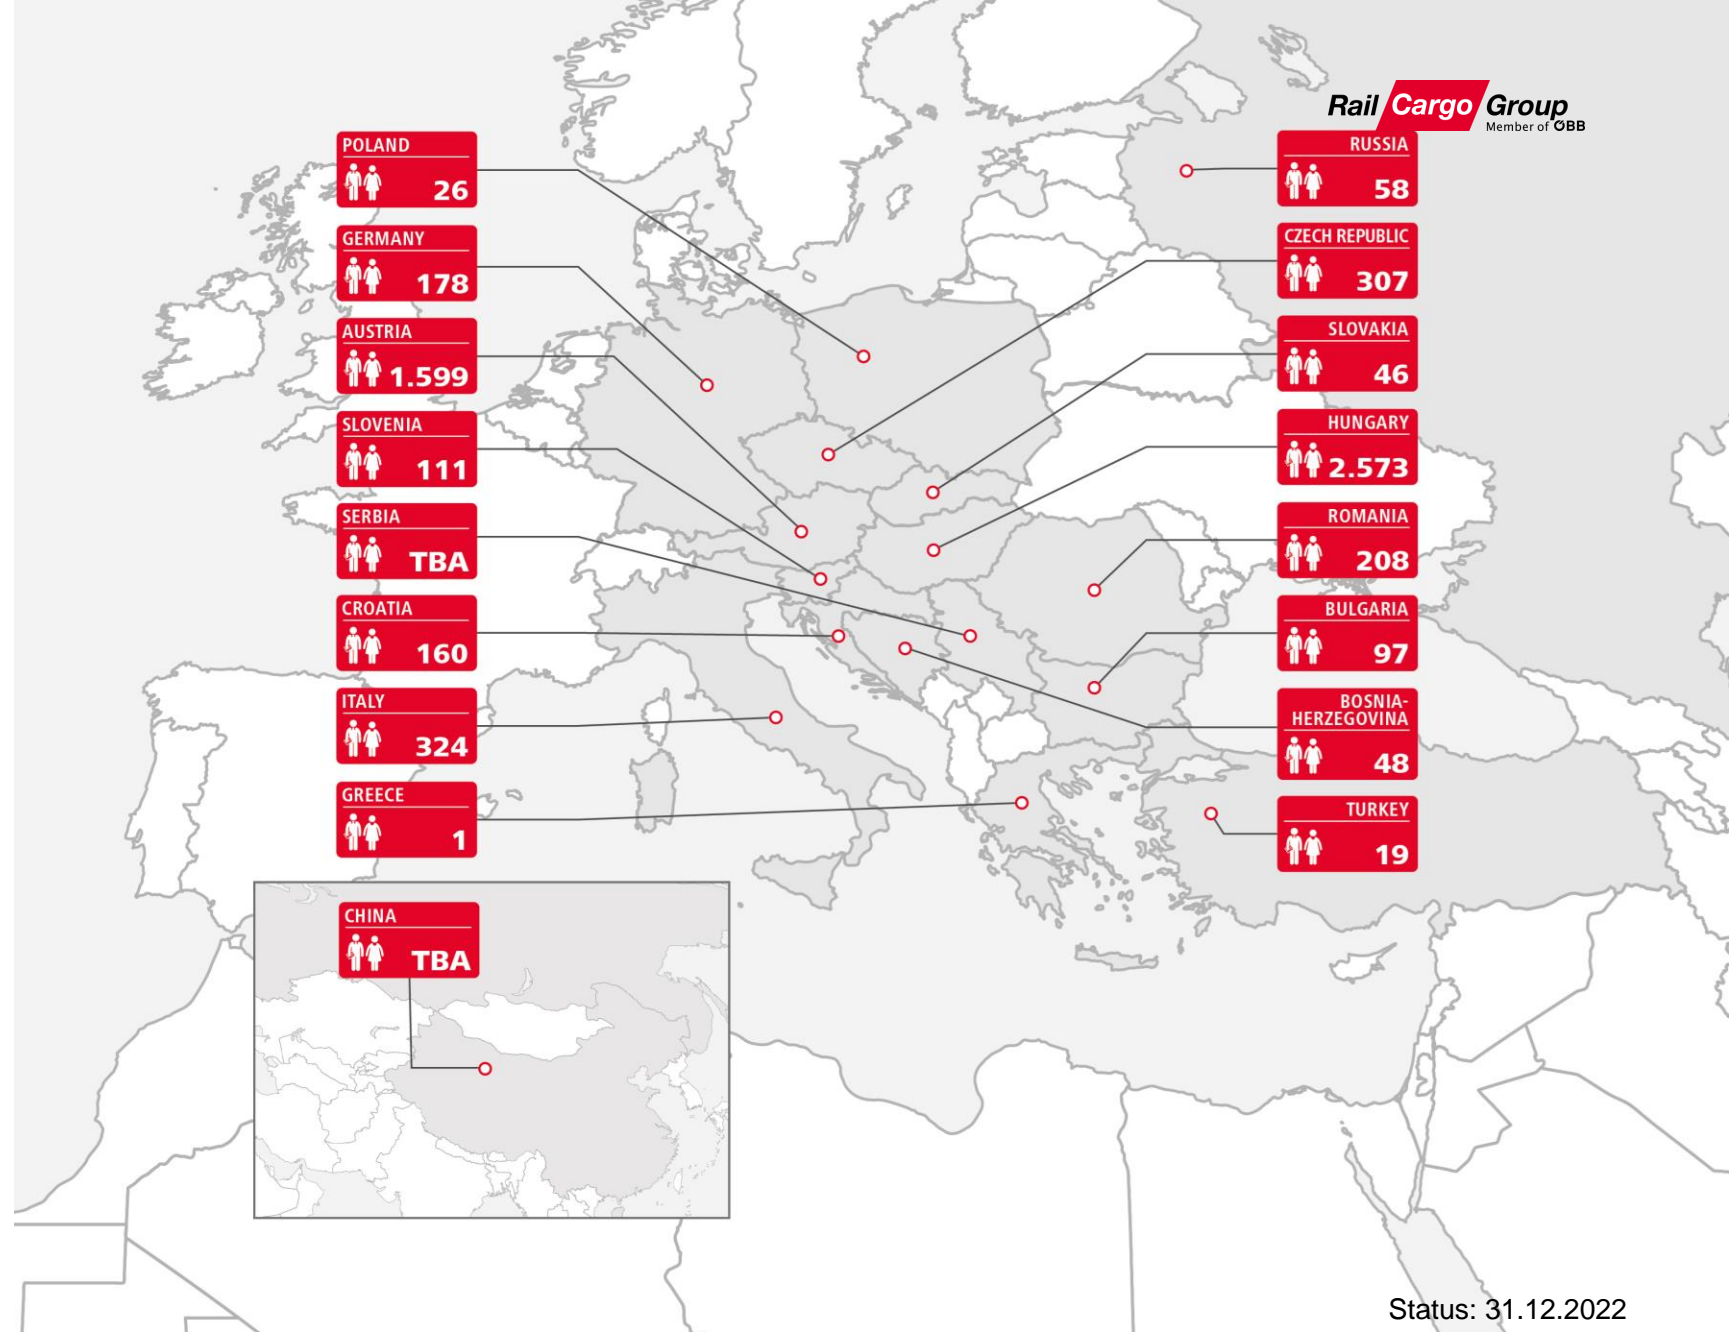 Rail Cargo Group
Member of ÖBB
POLAND
26
GERMANY
178
AUSTRIA
1.599
SLOVENIA
111
SERBIA
TBA
CROATIA
160
ITALY
324
GREECE
1
CHINA
TBA
RUSSIA
58
CZECH REPUBLIC
307
SLOVAKIA
46
HUNGARY
2.573
ROMANIA
208
BULGARIA
97
BOSNIA-
HERZEGOVINA
48
TURKEY
19
Status: 31.12.2022